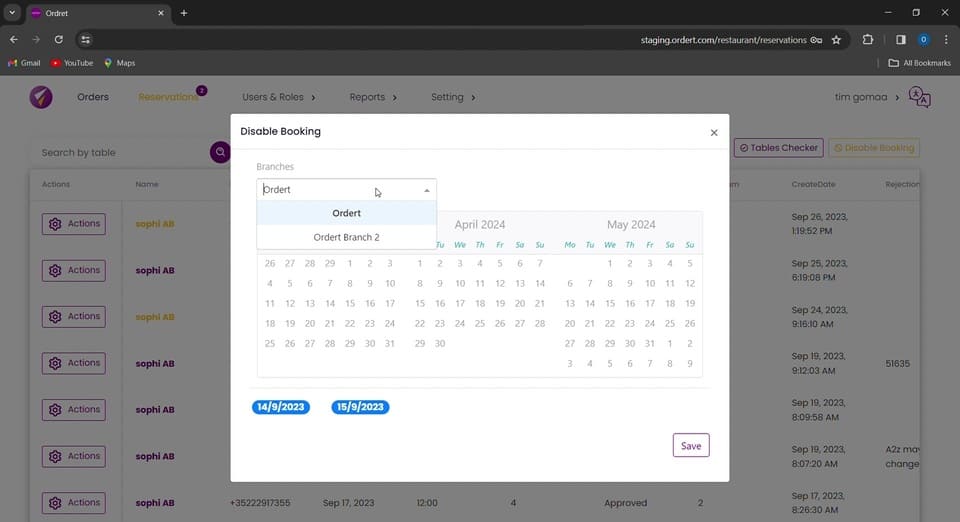 Ordret
staging.ordert.com/restaurant/reservations
Gmail YouTube Maps All Bookmarks
Orders Reservations 2 Users & Roles Reports Setting tim gomaa
Disable Booking
Search by table Tables Checker Disable Booking
Branches
Ordert
Ordert
Ordert Branch 2
Actions Name CreateDate Rejection
April 2024 May 2024
Tu We Th Fr Sa Su Mo Tu We Th Fr Sa Su
26 27 28 29 1 2 3 1 2 3 4 5 6 7 1 2 3 4 5
4 5 6 7 8 9 10 8 9 10 11 12 13 14 6 7 8 9 10 11 12
11 12 13 14 15 16 17 15 16 17 18 19 20 21 13 14 15 16 17 18 19
18 19 20 21 22 23 24 22 23 24 25 26 27 28 20 21 22 23 24 25 26
25 26 27 28 29 30 31 29 30 27 28 29 30 31 1 2
3 4 5 6 7 8 9
14/9/2023 15/9/2023
Save
Actions sophi AB Sep 26, 2023,
1:19:52 PM
Actions sophi AB Sep 25, 2023,
6:19:08 PM
Actions sophi AB Sep 24, 2023,
9:16:10 AM
Actions sophi AB Sep 19, 2023, 51635
9:12:03 AM
Actions sophi AB Sep 19, 2023,
8:09:58 AM
Actions sophi AB Sep 19, 2023, A2z may
8:07:20 AM change
Actions sophi AB +35222917355 Sep 17, 2023 12:00 4 Approved 2 Sep 17, 2023,
8:26:30 AM